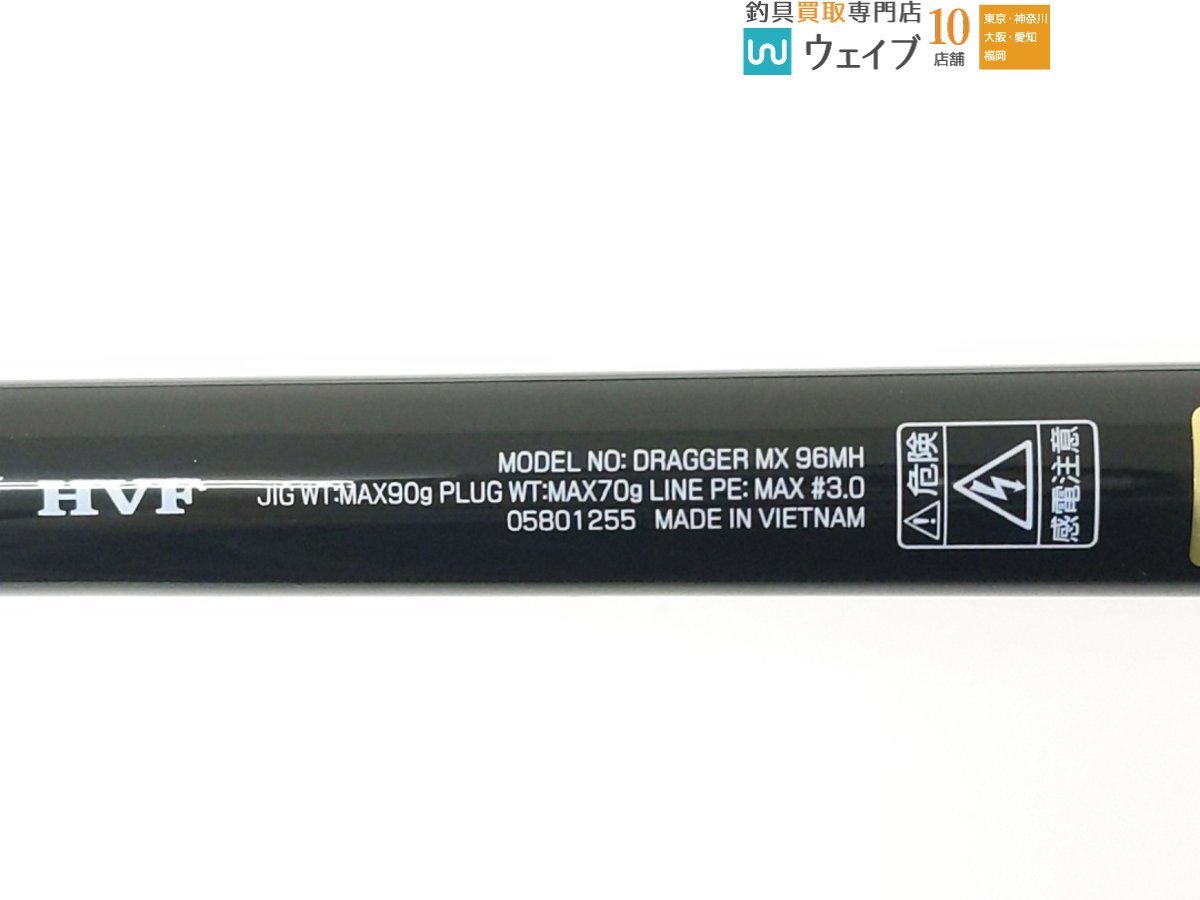 釣具買取専門店
ウェイブ
10
店舗
東京・神奈川
大阪・愛知
福岡
HVF
MODEL NO: DRAGGER MX 96MH
JIG WT:MAX90g PLUG WT:MAX70g LINE PE: MAX #3.0
05801255 MADE IN VIETNAM
危険
感電注意